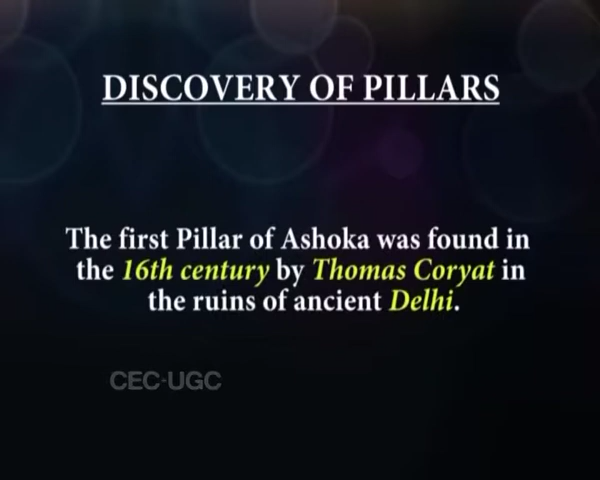 DISCOVERY OF PILLARS
The first Pillar of Ashoka was found in
the 16th century by Thomas Coryat in
the ruins of ancient Delhi.
CEC-UGC